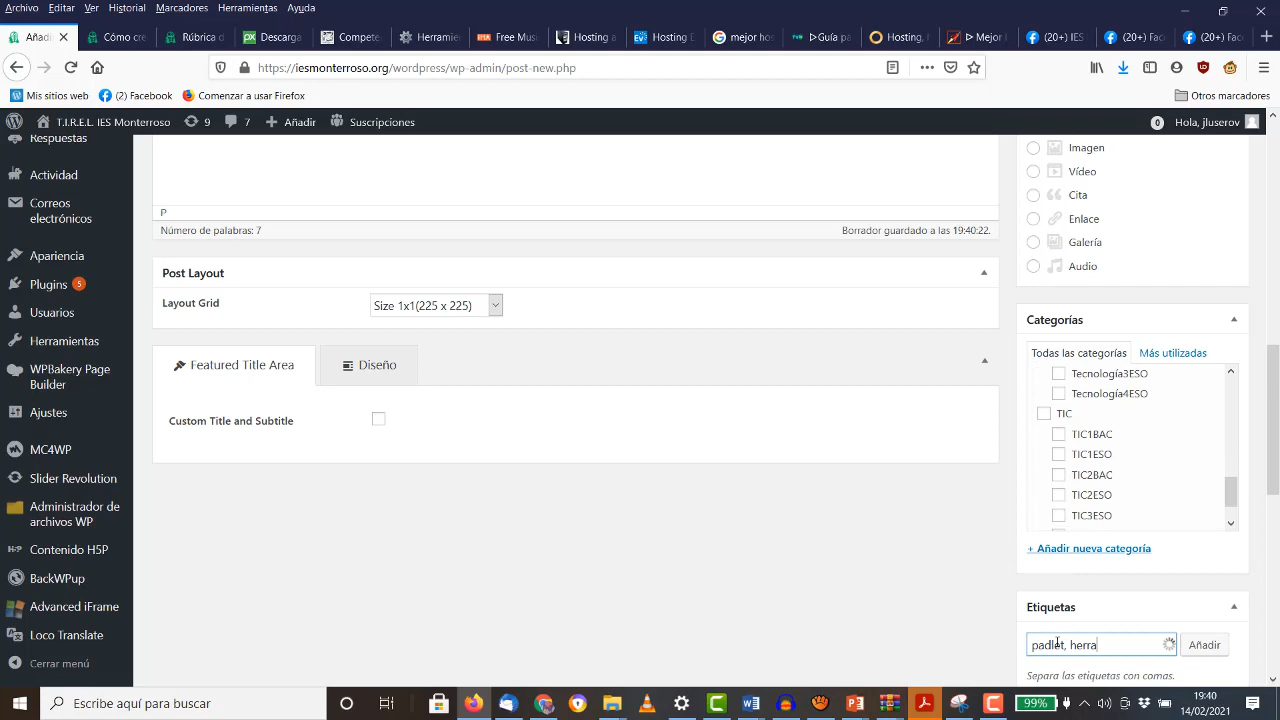 Archivo Editar Ver Historial Marcadores Herramientas Ayuda
Añadi Cómo cre Rúbrica d Descarga Compete Herramie Free Mus Hosting a Hosting E mejor hos ▷Guía pa Hosting, ▷ Mejor (20+) IES (20+) Fac (20+) Fac
https://iesmonterroso.org/wordpress/wp-admin/post-new.php
Mis sitios web (2) Facebook Comenzar a usar Firefox Otros marcadores
T.I.R.E.L. IES Monterroso 9 7 Añadir Suscripciones 0 Hola, jluserov
Respuestas
Actividad
Correos
electrónicos
Apariencia
Plugins 5
Usuarios
Herramientas
WPBakery Page
Builder
Ajustes
MC4WP
Slider Revolution
Administrador de
archivos WP
Contenido H5P
BackWPup
Advanced iFrame
Loco Translate
Cerrar menú
P
Número de palabras: 7 Borrador guardado a las 19:40:22.
Post Layout
Layout Grid Size 1x1(225 x 225)
Featured Title Area Diseño
Custom Title and Subtitle
Imagen
Vídeo
Cita
Enlace
Galería
Audio
Categorías
Todas las categorías Más utilizadas
Tecnología3ESO
Tecnología4ESO
TIC
TIC1BAC
TIC1ESO
TIC2BAC
TIC2ESO
TIC3ESO
+ Añadir nueva categoría
Etiquetas
padlet, herra Añadir
Separa las etiquetas con comas.
Escribe aquí para buscar 99% 19:40
14/02/2021